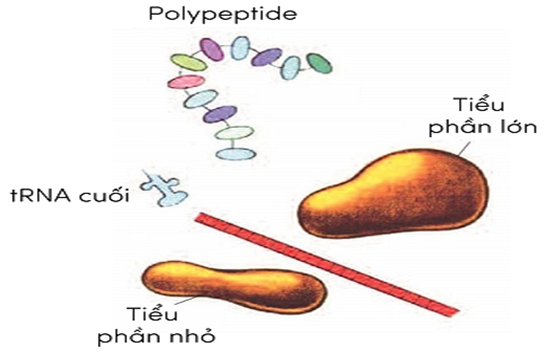 Polypeptide
Tiểu
phần lớn
tRNA cuối
Tiểu
phần nhỏ